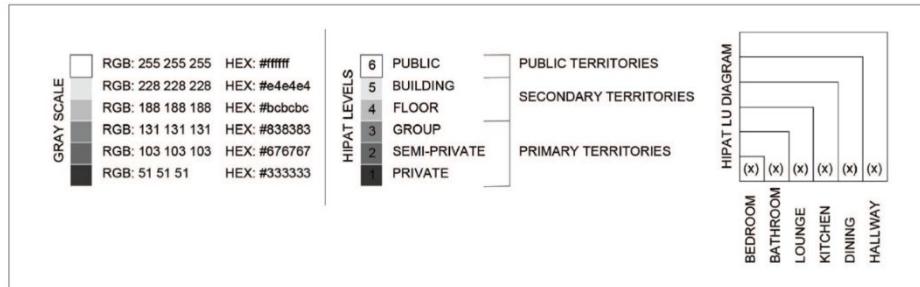 GRAY SCALE
RGB: 255 255 255 HEX: #ffffff
RGB: 228 228 228 HEX: #e4e4e4
RGB: 188 188 188 HEX: #bcbcbc
RGB: 131 131 131 HEX: #838383
RGB: 103 103 103 HEX: #676767
RGB: 51 51 51 HEX: #333333
HIPAT LEVELS
6 PUBLIC
5 BUILDING
4 FLOOR
3 GROUP
2 SEMI-PRIVATE
1 PRIVATE
PUBLIC TERRITORIES
SECONDARY TERRITORIES
PRIMARY TERRITORIES
HIPAT LU DIAGRAM
(x) (x) (x) (x) (x) (x)
BEDROOM
BATHROOM
LOUNGE
KITCHEN
DINING
HALLWAY